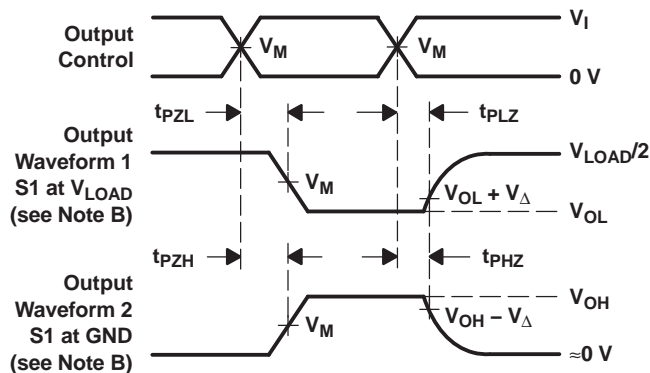 Output
Control
V_M
V_M
V_I
0 V
t_PZL
t_PLZ
Output
Waveform 1
S1 at V_LOAD
(see Note B)
V_M
V_OL + V_Δ
V_LOAD/2
V_OL
t_PZH
t_PHZ
Output
Waveform 2
S1 at GND
(see Note B)
V_M
V_OH − V_Δ
V_OH
≈0 V